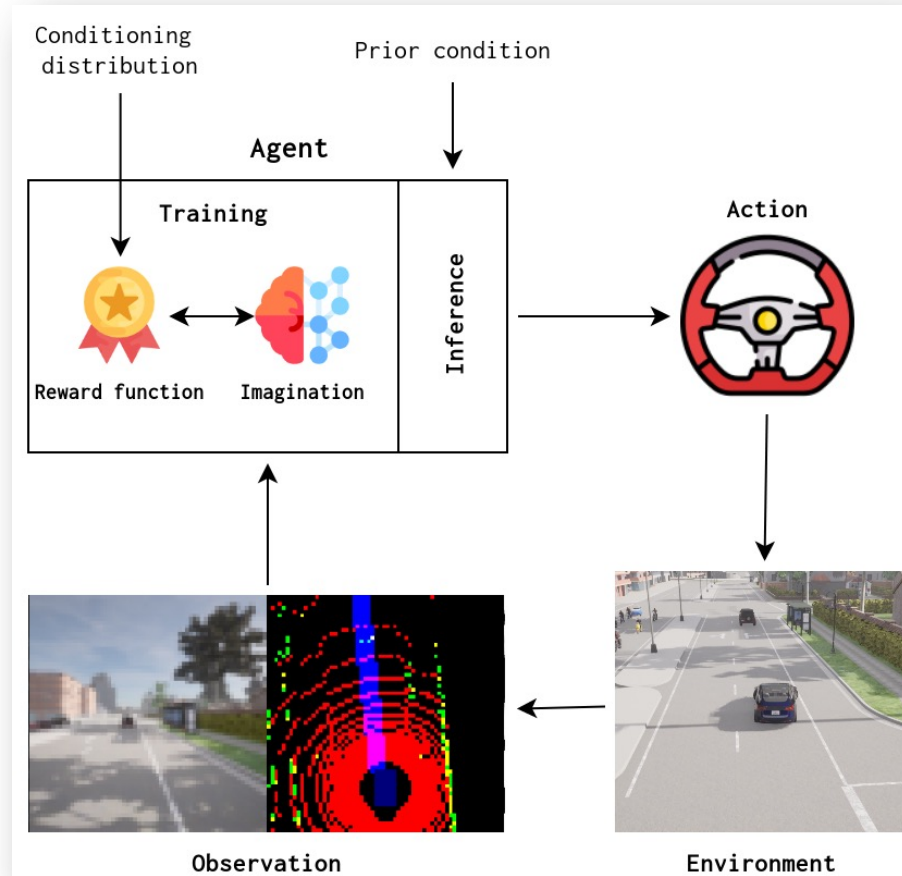 Conditioning
distribution
Prior condition
Agent
Training
Action
Inference
Reward function
Imagination
Observation
Environment